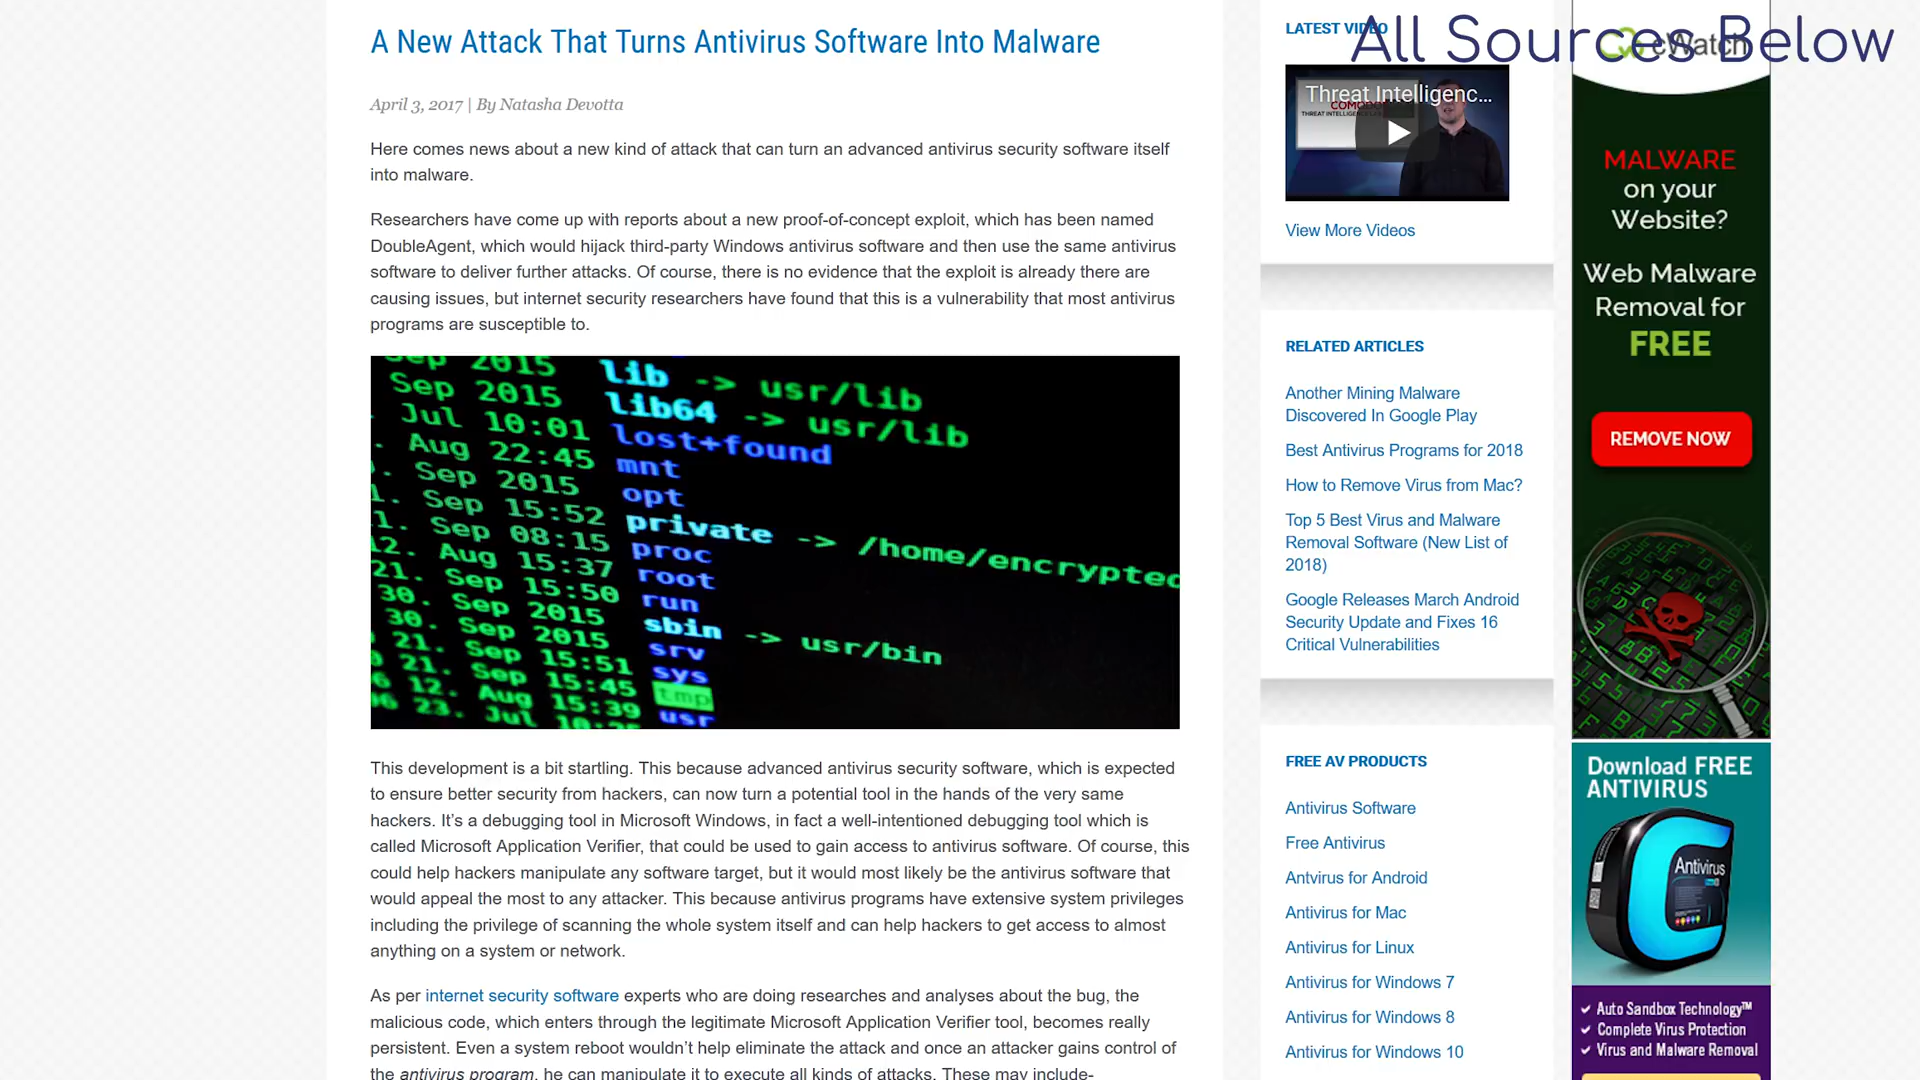 All Sources Below
A New Attack That Turns Antivirus Software Into Malware
April 3, 2017 | By Natasha Devotta
Here comes news about a new kind of attack that can turn an advanced antivirus security software itself
into malware.
Researchers have come up with reports about a new proof-of-concept exploit, which has been named
DoubleAgent, which would hijack third-party Windows antivirus software and then use the same antivirus
software to deliver further attacks. Of course, there is no evidence that the exploit is already there are
causing issues, but internet security researchers have found that this is a vulnerability that most antivirus
programs are susceptible to.
Sep 2015 lib -> usr/lib
Sep 2015 lib64 -> usr/lib
Jul 10:01 lost+found
Aug 22:45 mnt
Sep 2015 opt
Sep 15:52 private -> /home/encrypted
Sep 08:15 proc
12. Aug 15:37 root
21. Sep 15:50 run
30. Sep 2015 sbin -> usr/bin
30. Sep 2015 srv
21. Sep 15:51 sys
21. Sep 15:45 tmp
12. Aug 15:39 usr
23. Jul
This development is a bit startling. This because advanced antivirus security software, which is expected
to ensure better security from hackers, can now turn a potential tool in the hands of the very same
hackers. It's a debugging tool in Microsoft Windows, in fact a well-intentioned debugging tool which is
called Microsoft Application Verifier, that could be used to gain access to antivirus software. Of course, this
could help hackers manipulate any software target, but it would most likely be the antivirus software that
would appeal the most to any attacker. This because antivirus programs have extensive system privileges
including the privilege of scanning the whole system itself and can help hackers to get access to almost
anything on a system or network.
As per internet security software experts who are doing researches and analyses about the bug, the
malicious code, which enters through the legitimate Microsoft Application Verifier tool, becomes really
persistent. Even a system reboot wouldn't help eliminate the attack and once an attacker gains control of
the antivirus program, he can manipulate it to execute all kinds of attacks. These may include-
LATEST VIDEO
Threat Intelligenc...
COMODO
THREAT INTELLIGENCE
View More Videos
RELATED ARTICLES
Another Mining Malware
Discovered In Google Play
Best Antivirus Programs for 2018
How to Remove Virus from Mac?
Top 5 Best Virus and Malware
Removal Software (New List of
2018)
Google Releases March Android
Security Update and Fixes 16
Critical Vulnerabilities
FREE AV PRODUCTS
Antivirus Software
Free Antivirus
Antivirus for Android
Antivirus for Mac
Antivirus for Linux
Antivirus for Windows 7
Antivirus for Windows 8
Antivirus for Windows 10
cWatch
MALWARE
on your
Website?
Web Malware
Removal for
FREE
REMOVE NOW
Download FREE
ANTIVIRUS
Antivirus
Auto Sandbox Technology™
Complete Virus Protection
Virus and Malware Removal